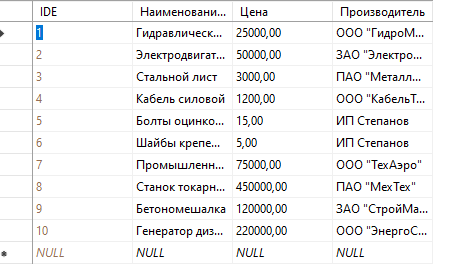 IDE Наименовани... Цена Производитель
1 Гидравлическ... 25000,00 ООО "ГидроМ...
2 Электродвигат... 50000,00 ЗАО "Электро...
3 Стальной лист 3000,00 ПАО "Металл...
4 Кабель силовой 1200,00 ООО "КабельТ...
5 Болты оцинко... 15,00 ИП Степанов
6 Шайбы крепе... 5,00 ИП Степанов
7 Промышленн... 75000,00 ООО "ТехАэро"
8 Станок токарн... 450000,00 ПАО "МехТех"
9 Бетономешалка 120000,00 ЗАО "СтройМа...
10 Генератор диз... 220000,00 ООО "ЭнергоС...
NULL NULL NULL NULL